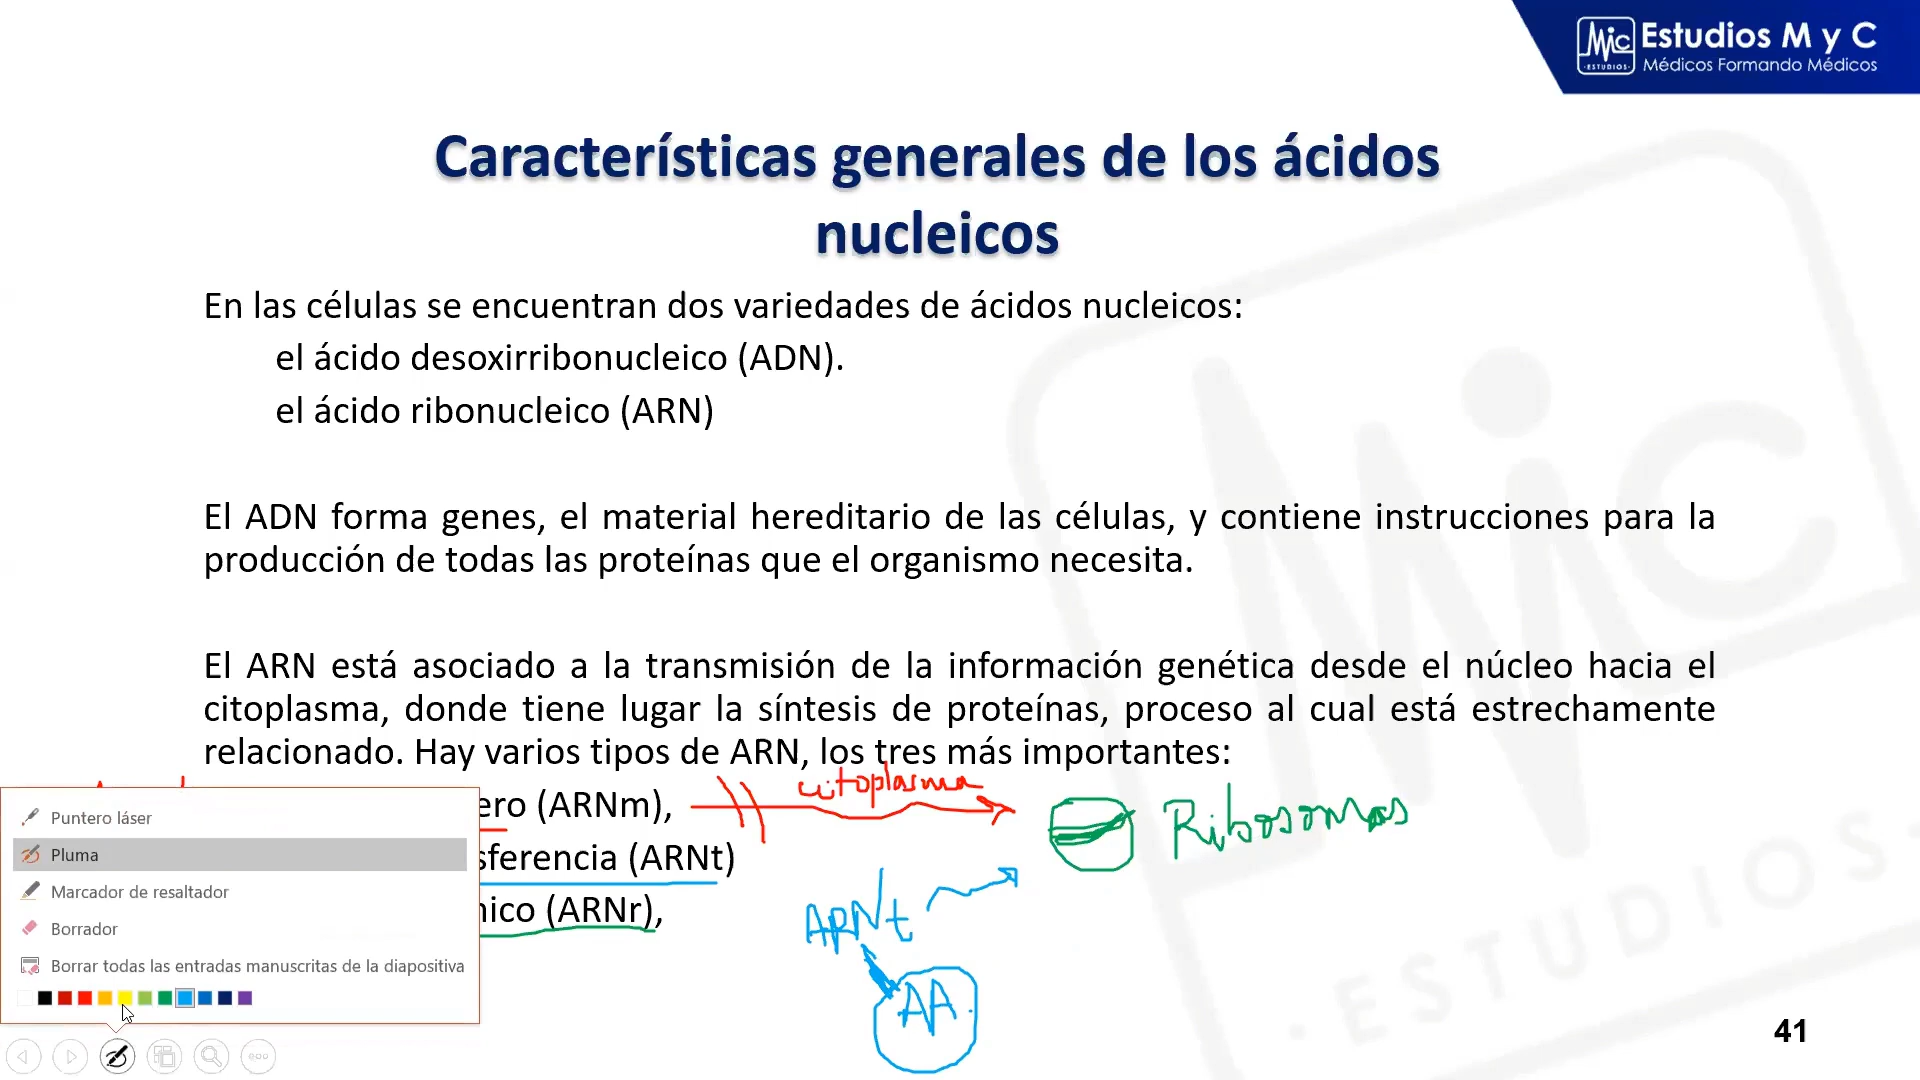 Mic Estudios M y C
·ESTUDIOS· Médicos Formando Médicos
Características generales de los ácidos
nucleicos
En las células se encuentran dos variedades de ácidos nucleicos:
el ácido desoxirribonucleico (ADN).
el ácido ribonucleico (ARN)
El ADN forma genes, el material hereditario de las células, y contiene instrucciones para la
producción de todas las proteínas que el organismo necesita.
El ARN está asociado a la transmisión de la información genética desde el núcleo hacia el
citoplasma, donde tiene lugar la síntesis de proteínas, proceso al cual está estrechamente
relacionado. Hay varios tipos de ARN, los tres más importantes:
ero (ARNm),
citoplasma
Ribosomas
sferencia (ARNt)
nico (ARNr),
ARNt
AA
Puntero láser
Pluma
Marcador de resaltador
Borrador
Borrar todas las entradas manuscritas de la diapositiva
41
Mic
·ESTUDIOS·